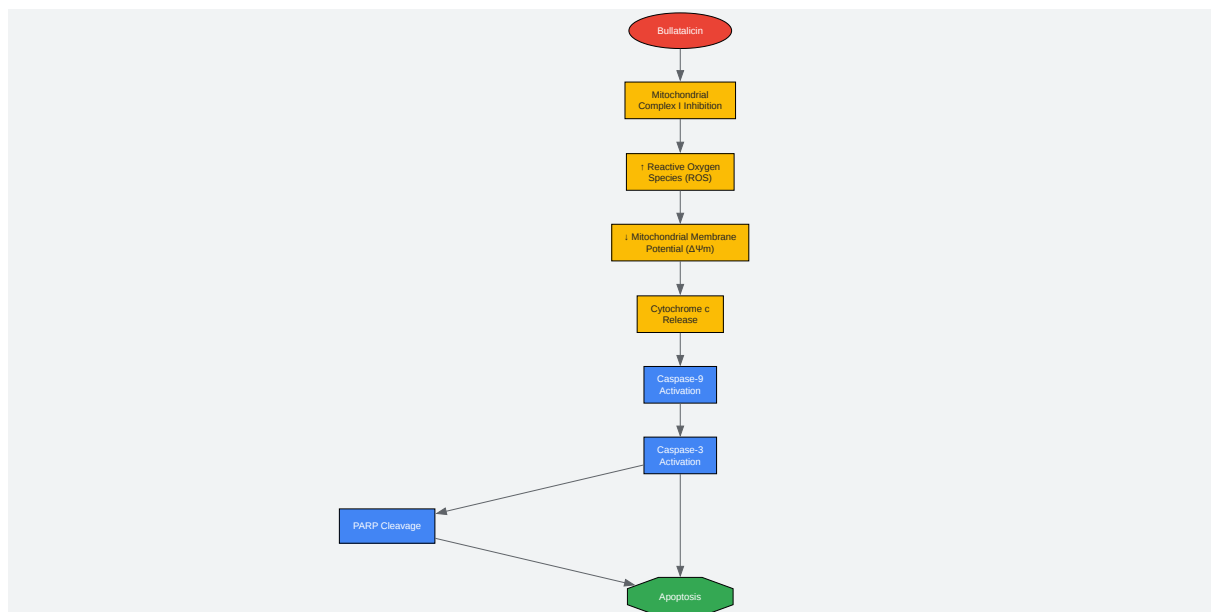 Bullatalicin
Mitochondrial
Complex I Inhibition
↑ Reactive Oxygen
Species (ROS)
↓ Mitochondrial Membrane
Potential (ΔΨm)
Cytochrome c
Release
Caspase-9
Activation
Caspase-3
Activation
PARP Cleavage
Apoptosis